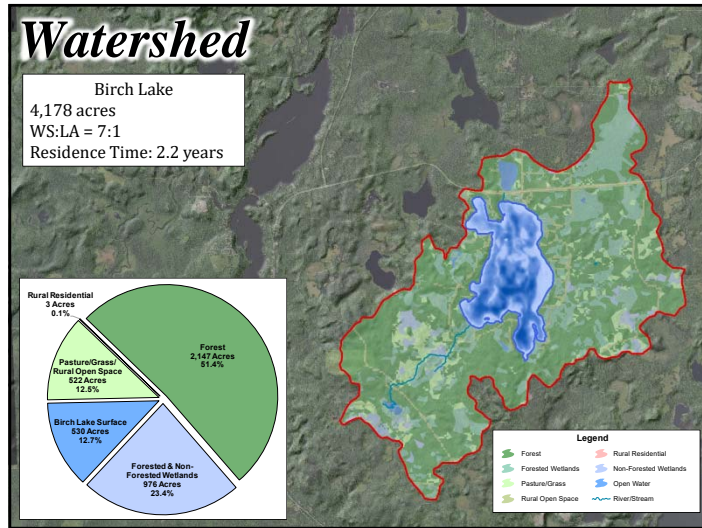 Watershed
Birch Lake
4,178 acres
WS:LA = 7:1
Residence Time: 2.2 years
Rural Residential
3 Acres
0.1%
Forest
2,147 Acres
51.4%
Pasture/Grass/
Rural Open Space
522 Acres
12.5%
Birch Lake Surface
530 Acres
12.7%
Forested & Non-
Forested Wetlands
976 Acres
23.4%
Legend
Forest
Rural Residential
Forested Wetlands
Non-Forested Wetlands
Pasture/Grass
Open Water
Rural Open Space
River/Stream